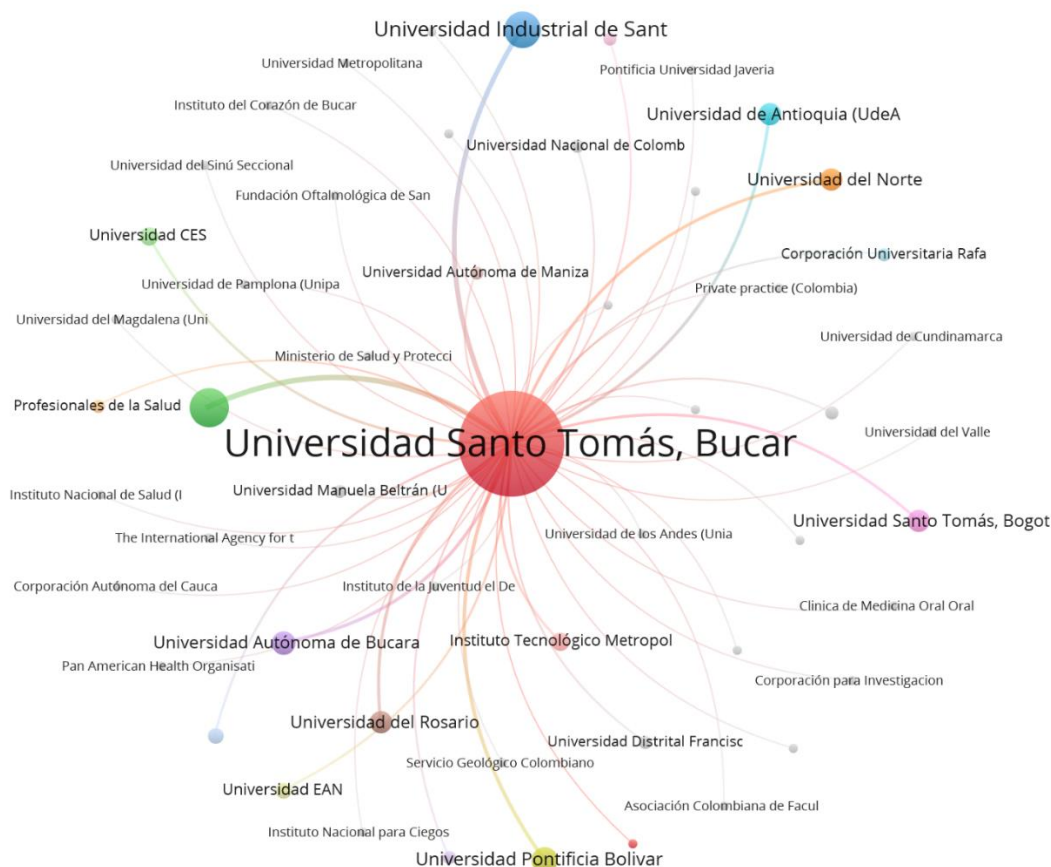 Universidad Industrial de Sant
Universidad Metropolitana
Pontificia Universidad Javeria
Instituto del Corazón de Bucar
Universidad de Antioquia (UdeA
Universidad Nacional de Colomb
Universidad del Sinú Seccional
Universidad del Norte
Fundación Oftalmológica de San
Universidad CES
Corporación Universitaria Rafa
Universidad Autónoma de Maniza
Universidad de Pamplona (Unipa
Private practice (Colombia)
Universidad del Magdalena (Uni
Universidad de Cundinamarca
Ministerio de Salud y Protecci
Profesionales de la Salud
Universidad Santo Tomás, Bucar
Universidad del Valle
Universidad Manuela Beltrán (U
Instituto Nacional de Salud (I
Universidad Santo Tomás, Bogot
Universidad de los Andes (Unia
The International Agency for t
Corporación Autónoma del Cauca
Instituto de la Juventud el De
Clinica de Medicina Oral Oral
Universidad Autónoma de Bucara
Instituto Tecnológico Metropol
Pan American Health Organisati
Corporación para Investigacion
Universidad del Rosario
Universidad Distrital Francisc
Servicio Geológico Colombiano
Universidad EAN
Asociación Colombiana de Facul
Instituto Nacional para Ciegos
Universidad Pontificia Bolivar